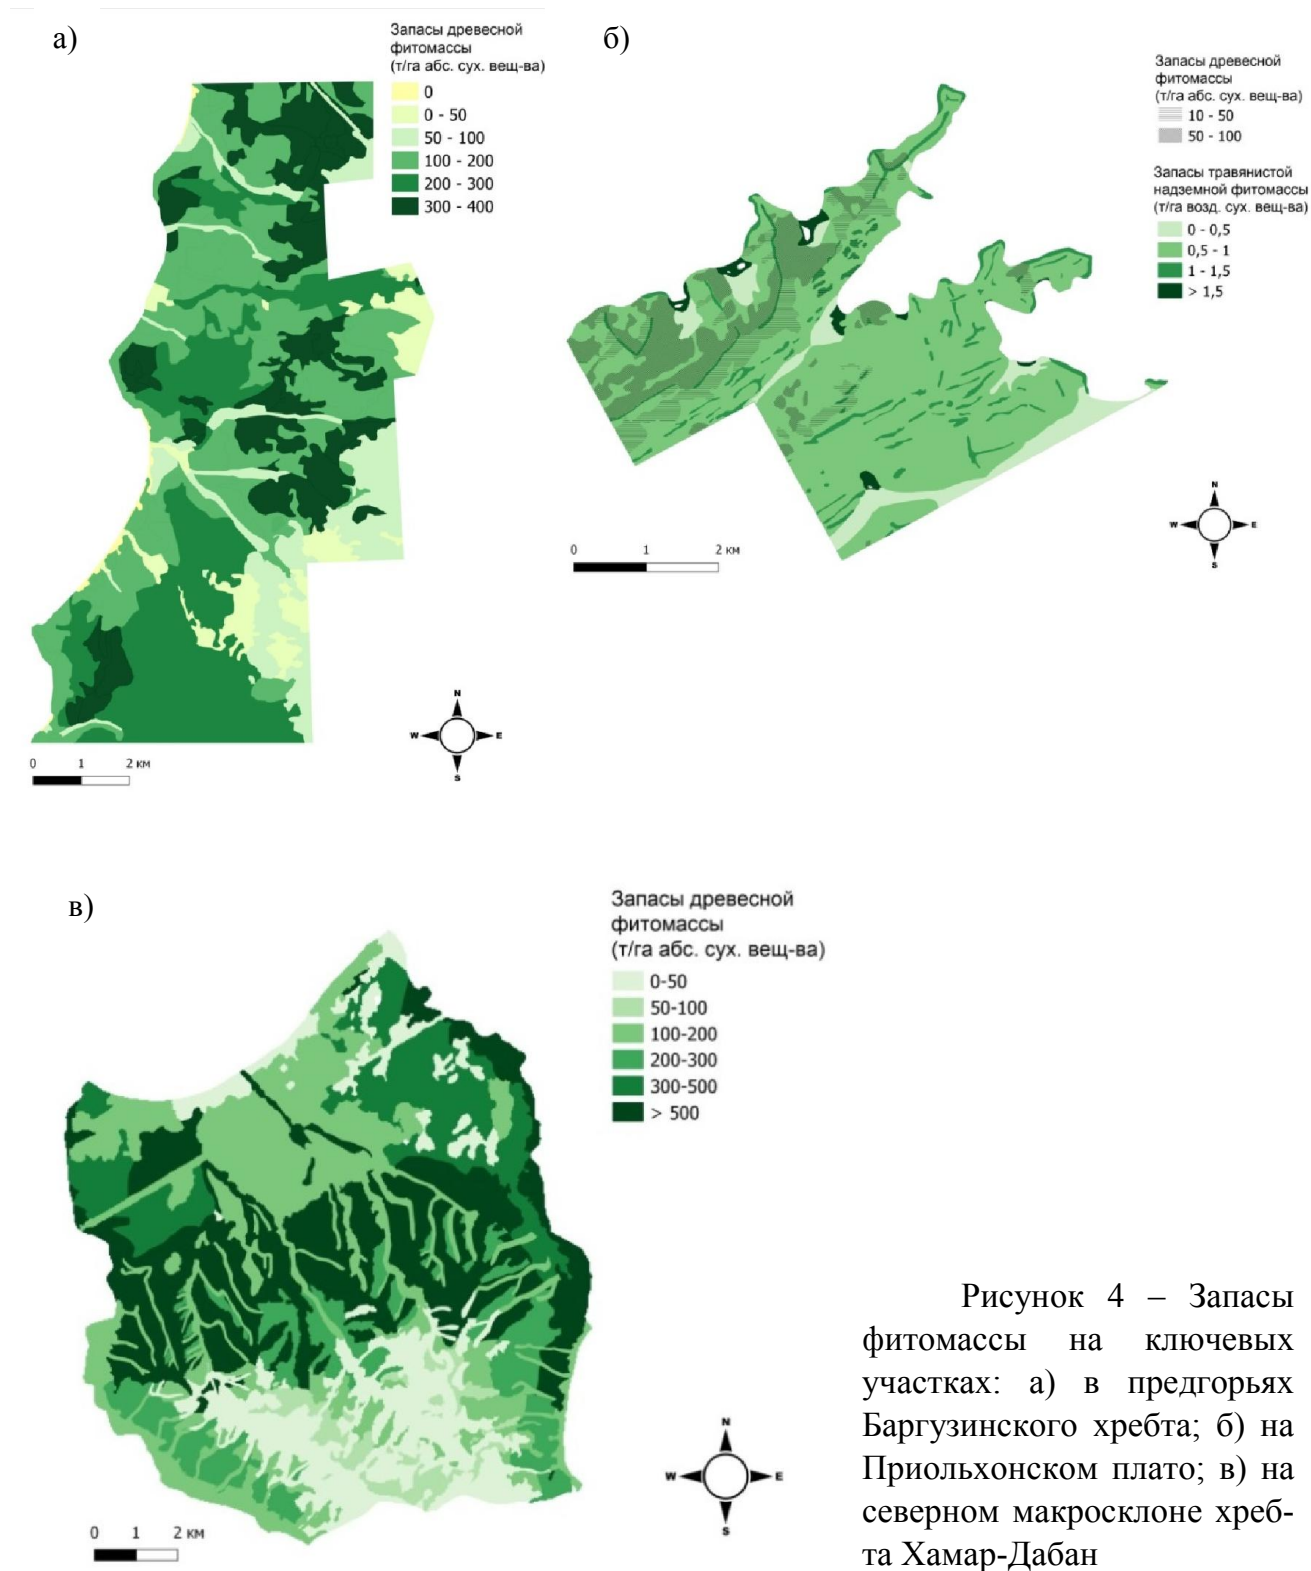 а)
Запасы древесной
фитомассы
(т/га абс. сух. вещ-ва)
0
0 - 50
50 - 100
100 - 200
200 - 300
300 - 400
N
W E
S
0 1 2 км
б)
Запасы древесной
фитомассы
(т/га абс. сух. вещ-ва)
10 - 50
50 - 100
Запасы травянистой
надземной фитомассы
(т/га возд. сух. вещ-ва)
0 - 0,5
0,5 - 1
1 - 1,5
> 1,5
N
W E
S
0 1 2 км
в)
Запасы древесной
фитомассы
(т/га абс. сух. вещ-ва)
0-50
50-100
100-200
200-300
300-500
> 500
N
W E
S
0 1 2 км
Рисунок 4 – Запасы
фитомассы на ключевых
участках: а) в предгорьях
Баргузинского хребта; б) на
Приольхонском плато; в) на
северном макросклоне хреб-
та Хамар-Дабан